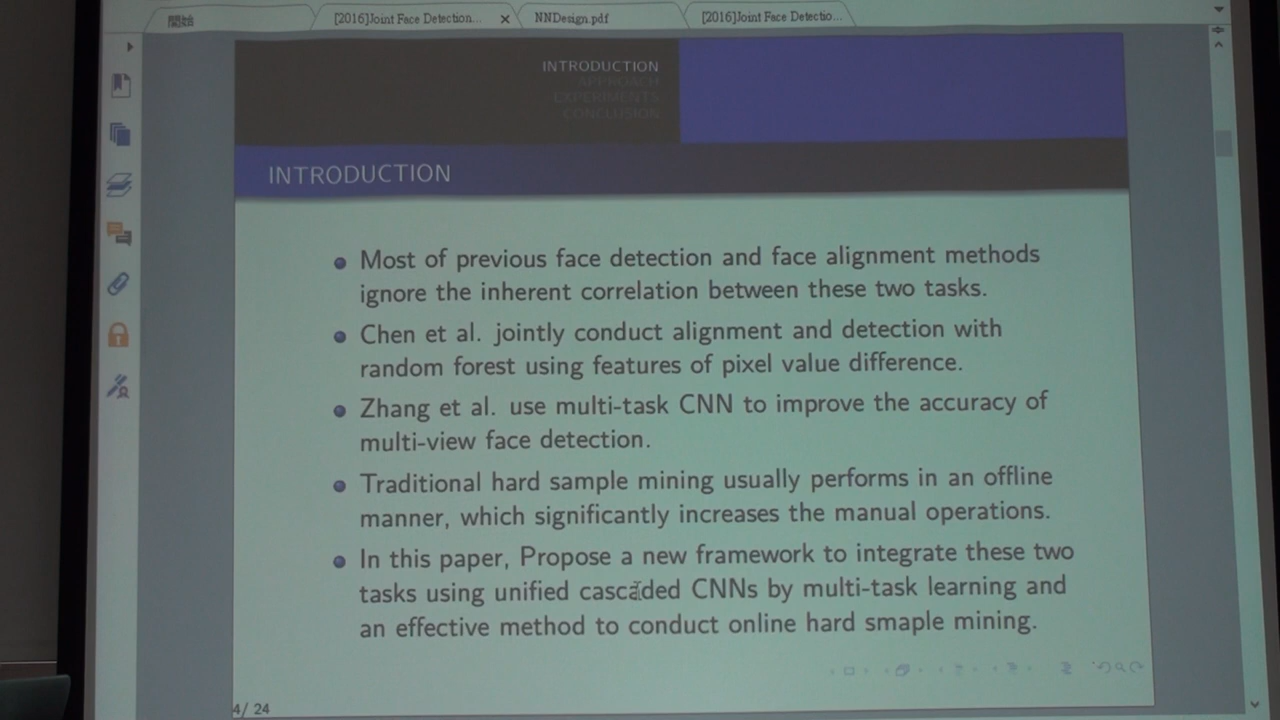 開始
[2016]Joint Face Detection...
NNDesign.pdf
[2016]Joint Face Detectio...
INTRODUCTION
APPROACH
EXPERIMENTS
CONCLUSION
INTRODUCTION
Most of previous face detection and face alignment methods
ignore the inherent correlation between these two tasks.
Chen et al. jointly conduct alignment and detection with
random forest using features of pixel value difference.
Zhang et al. use multi-task CNN to improve the accuracy of
multi-view face detection.
Traditional hard sample mining usually performs in an offline
manner, which significantly increases the manual operations.
In this paper, Propose a new framework to integrate these two
tasks using unified cascaded CNNs by multi-task learning and
an effective method to conduct online hard smaple mining.
4/ 24